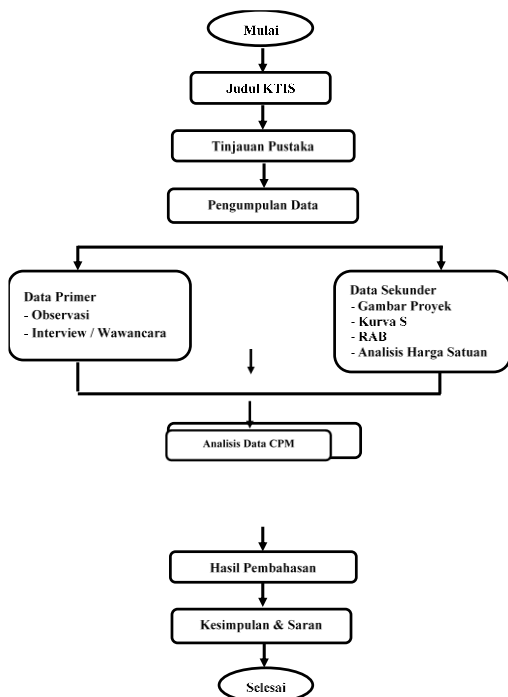 Mulai
Judul KTIS
Tinjauan Pustaka
Pengumpulan Data
Data Primer
- Observasi
- Interview / Wawancara
Data Sekunder
- Gambar Proyek
- Kurva S
- RAB
- Analisis Harga Satuan
Analisis Data CPM
Hasil Pembahasan
Kesimpulan & Saran
Selesai